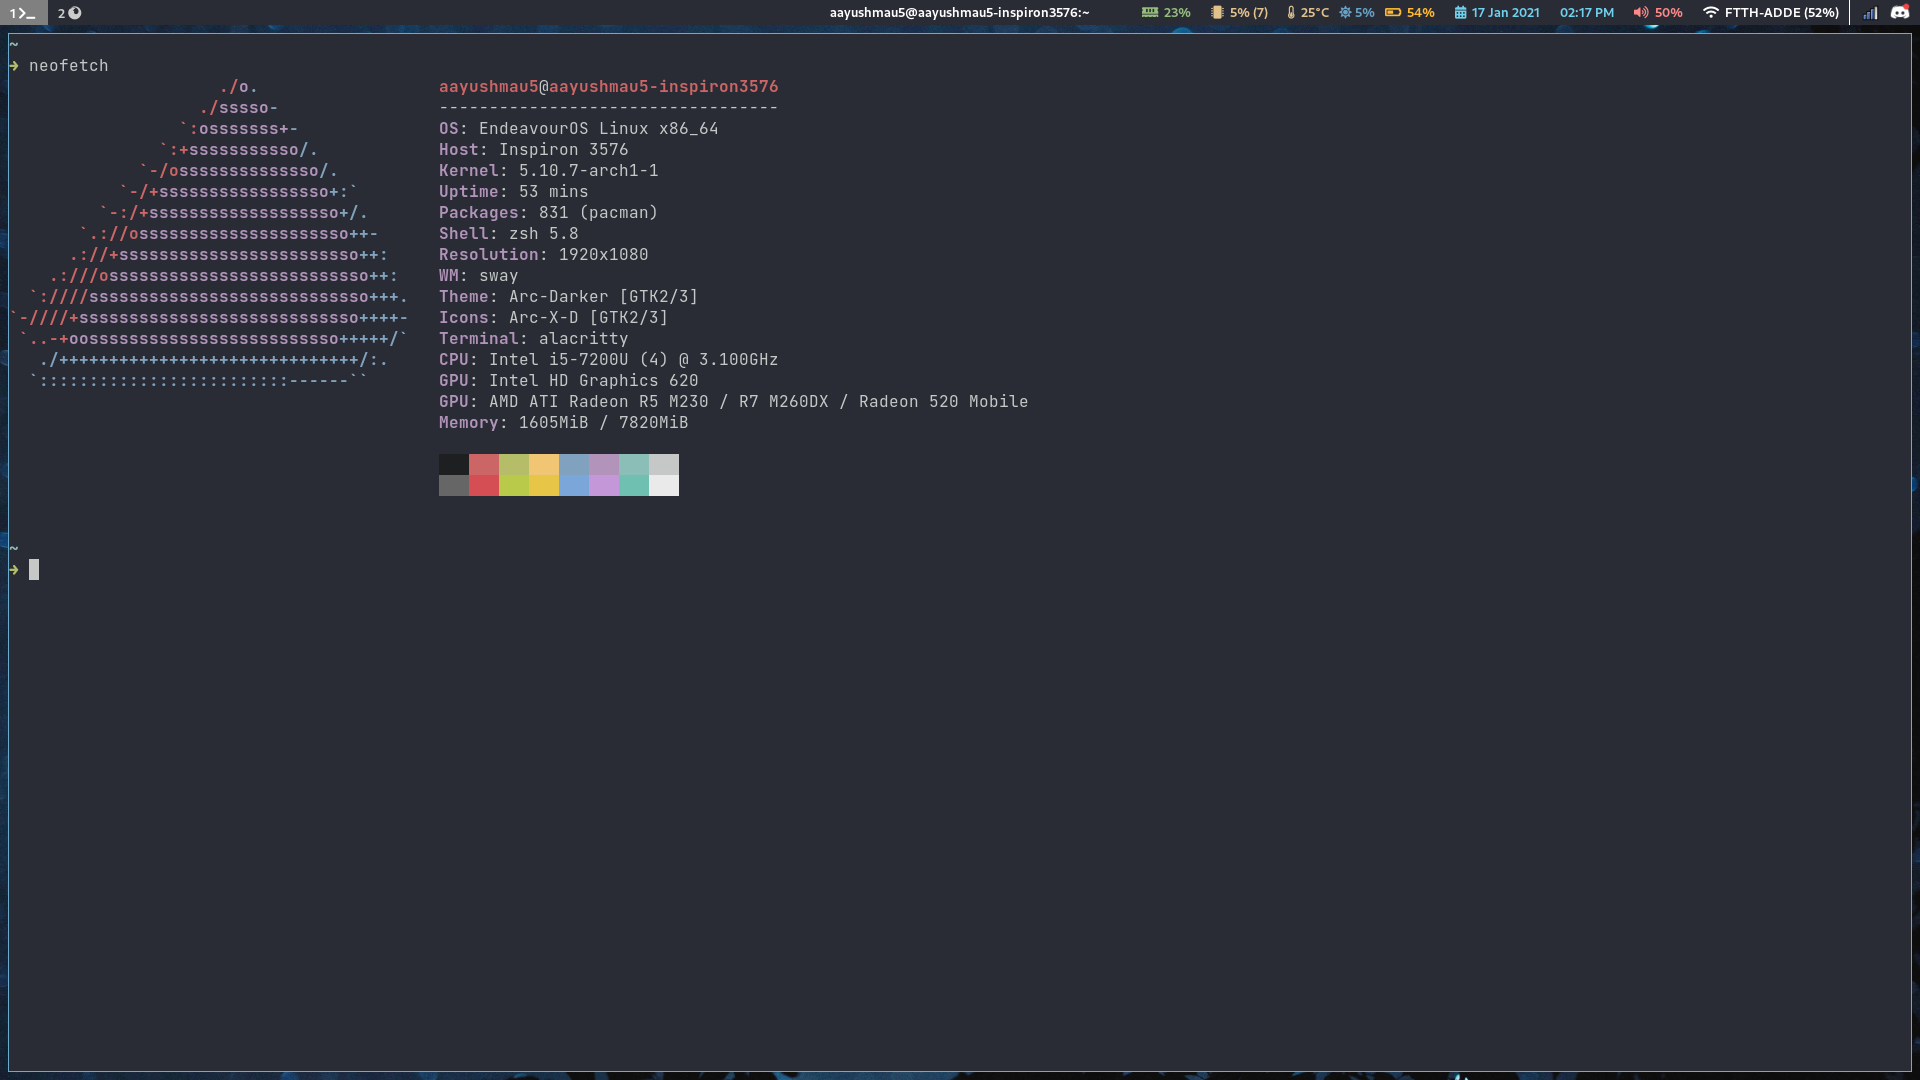 1 2 aayushmau5@aayushmau5-inspiron3576:~ 23% 5% (7) 25°C 5% 54% 17 Jan 2021 02:17 PM 50% FTTH-ADDE (52%)
~
➜ neofetch
./o. aayushmau5@aayushmau5-inspiron3576
./sssso- ----------------------------------
`:osssssss+- OS: EndeavourOS Linux x86_64
`:+sssssssssso/. Host: Inspiron 3576
`-/ossssssssssssso/. Kernel: 5.10.7-arch1-1
`-/+sssssssssssssssso+:` Uptime: 53 mins
`-:/+sssssssssssssssssso+/. Packages: 831 (pacman)
`.://osssssssssssssssssssso++- Shell: zsh 5.8
.://+ssssssssssssssssssssssso++: Resolution: 1920x1080
.:///ossssssssssssssssssssssssso++: WM: sway
`:////ssssssssssssssssssssssssssso+++. Theme: Arc-Darker [GTK2/3]
`-////+ssssssssssssssssssssssssssso++++- Icons: Arc-X-D [GTK2/3]
`..-+oosssssssssssssssssssssssso+++++/` Terminal: alacritty
./++++++++++++++++++++++++++++++/:. CPU: Intel i5-7200U (4) @ 3.100GHz
`:::::::::::::::::::::::::------`` GPU: Intel HD Graphics 620
GPU: AMD ATI Radeon R5 M230 / R7 M260DX / Radeon 520 Mobile
Memory: 1605MiB / 7820MiB
~
➜